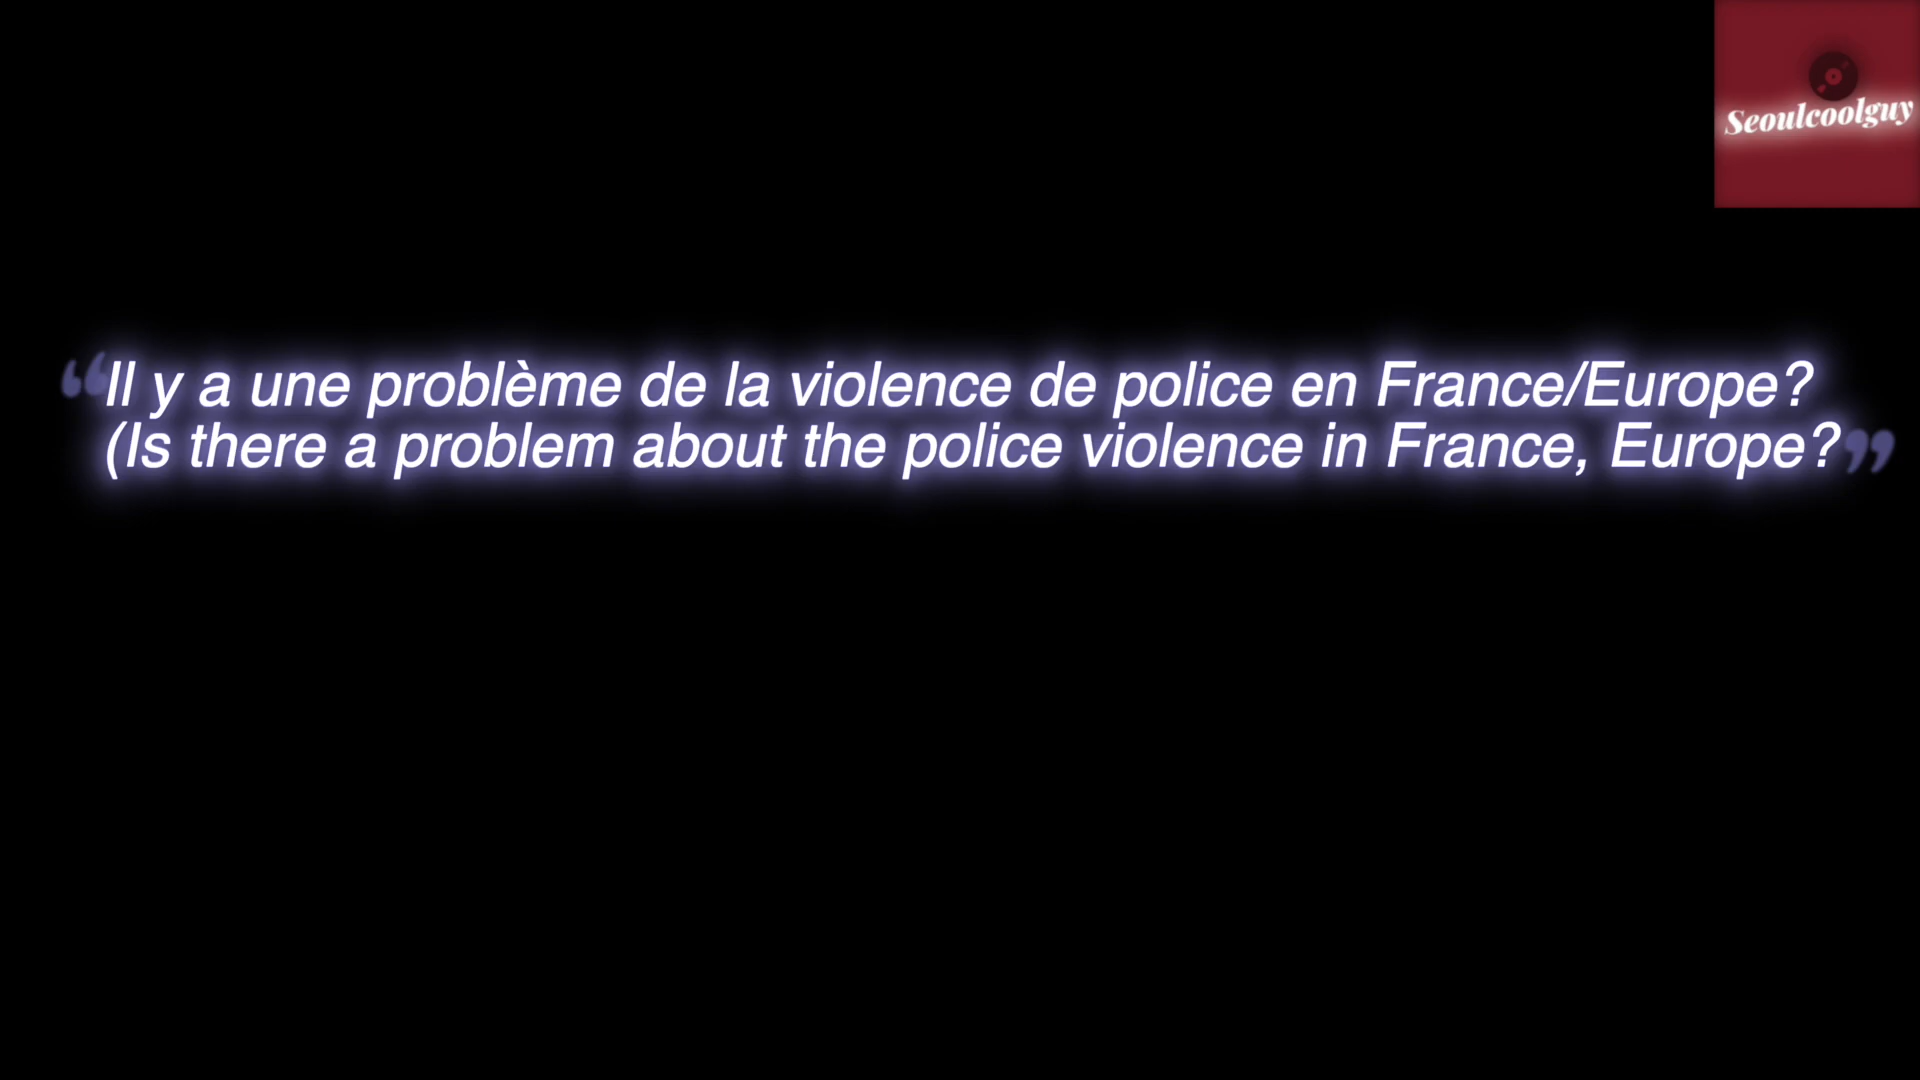 Seoulcoolguy
“Il y a une problème de la violence de police en France/Europe?
(Is there a problem about the police violence in France, Europe?”